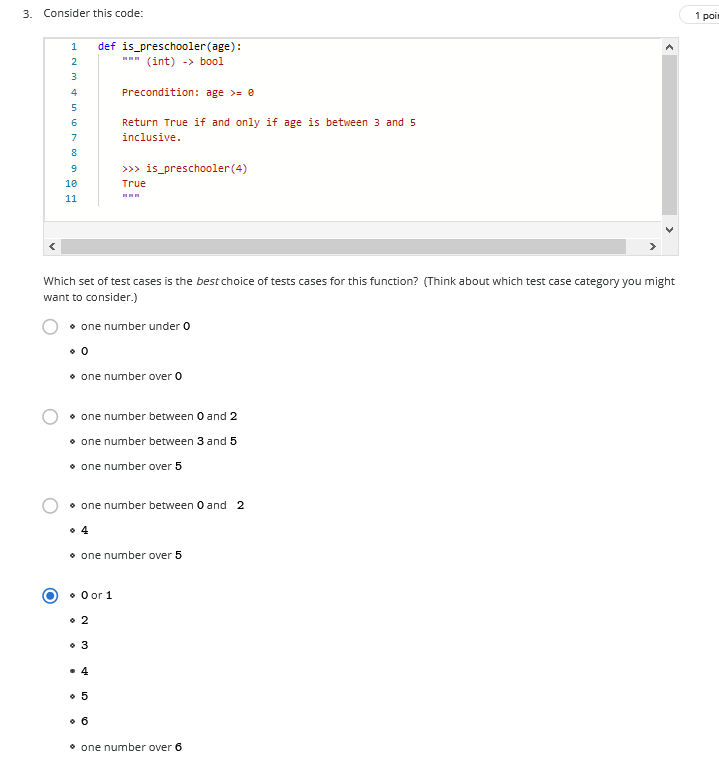 3. Consider this code:
1 poi
1 def is_preschooler(age):
2 """ (int) -> bool
3
4 Precondition: age >= 0
5
6 Return True if and only if age is between 3 and 5
7 inclusive.
8
9 >>> is_preschooler(4)
10 True
11 """
Which set of test cases is the best choice of tests cases for this function? (Think about which test case category you might
want to consider.)
one number under 0
0
one number over 0
one number between 0 and 2
one number between 3 and 5
one number over 5
one number between 0 and 2
4
one number over 5
0 or 1
2
3
4
5
6
one number over 6